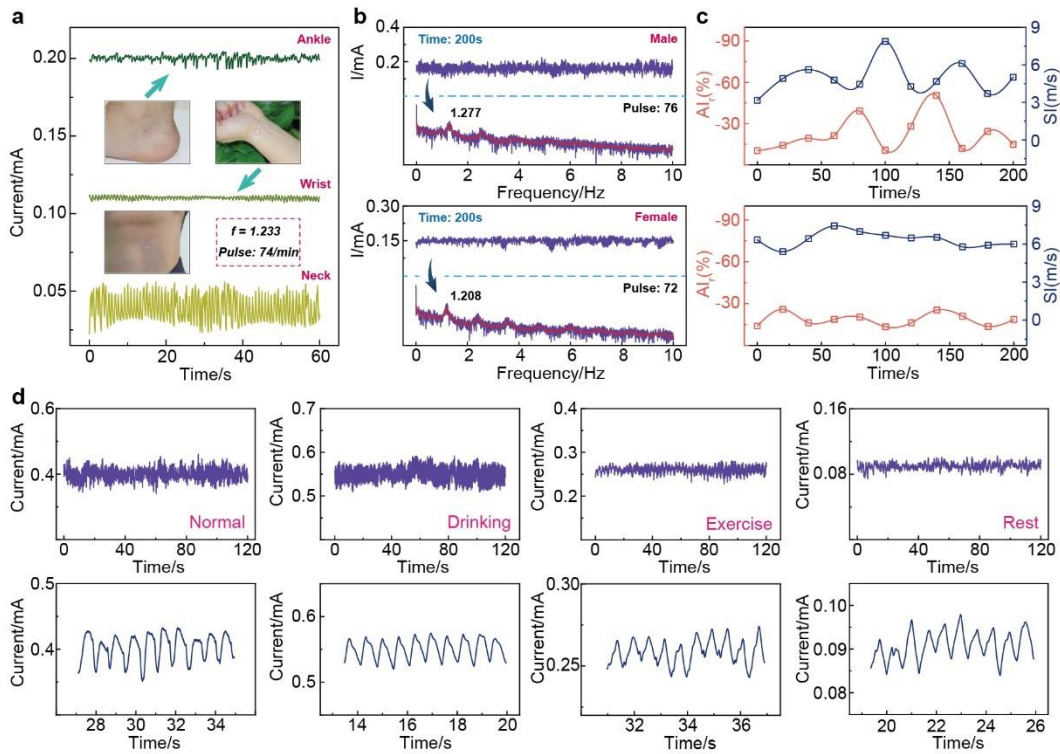 a
Current/mA
0.20
0.15
0.10
0.05
Ankle
Wrist
f = 1.233
Pulse: 74/min
Neck
0 20 40 60
Time/s
b
I/mA
0.4
0.2
Time: 200s
Male
1.277
Pulse: 76
0 2 4 6 8 10
Frequency/Hz
I/mA
0.30
0.15
Time: 200s
Female
1.208
Pulse: 72
0 2 4 6 8 10
Frequency/Hz
c
AIr(%)
-90
-60
-30
9
6
3
0
SI(m/s)
0 50 100 150 200
Time/s
AIr(%)
-90
-60
-30
9
6
3
0
SI(m/s)
0 50 100 150 200
Time/s
d
Current/mA
0.6
0.4
Normal
0 40 80 120
Time/s
Current/mA
0.7
0.6
0.5
Drinking
0 40 80 120
Time/s
Current/mA
0.4
0.3
0.2
Exercise
0 40 80 120
Time/s
Current/mA
0.16
0.08
Rest
0 40 80 120
Time/s
Current/mA
0.5
0.4
28 30 32 34
Time/s
Current/mA
0.6
0.5
14 16 18 20
Time/s
Current/mA
0.30
0.25
32 34 36
Time/s
Current/mA
0.10
0.09
0.08
20 22 24 26
Time/s